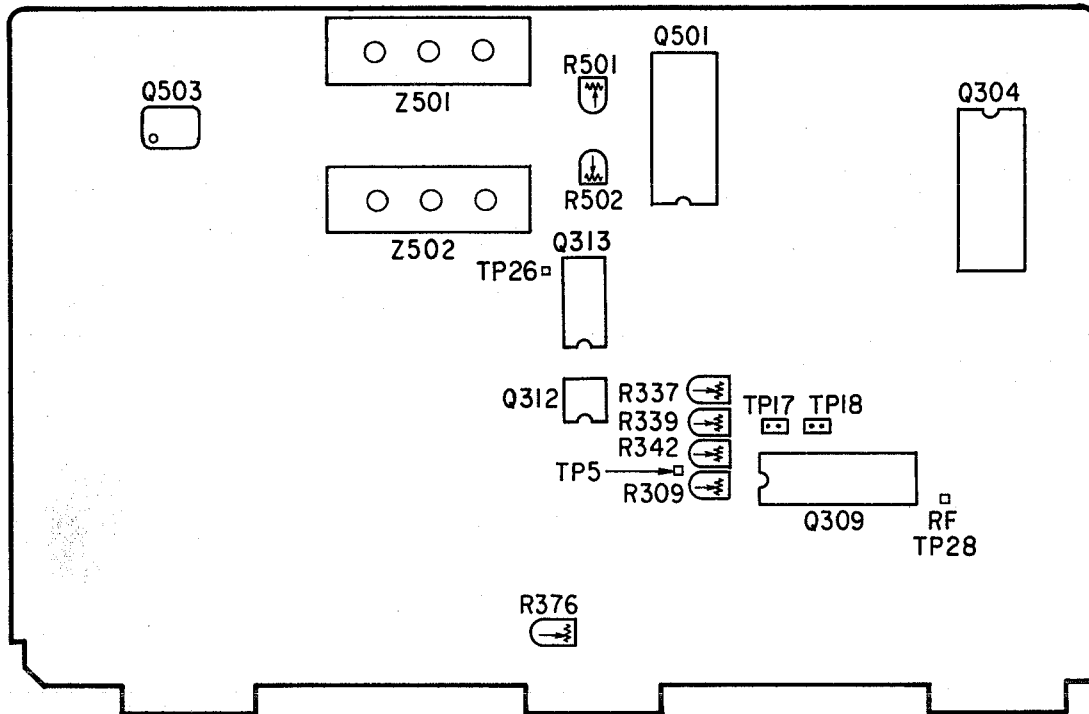 Q501
R501
Q503
Z501
Q304
R502
Z502
Q313
TP26
R337
Q312
TP17 TP18
R339
R342
TP5
R309
Q309
RF
TP28
R376